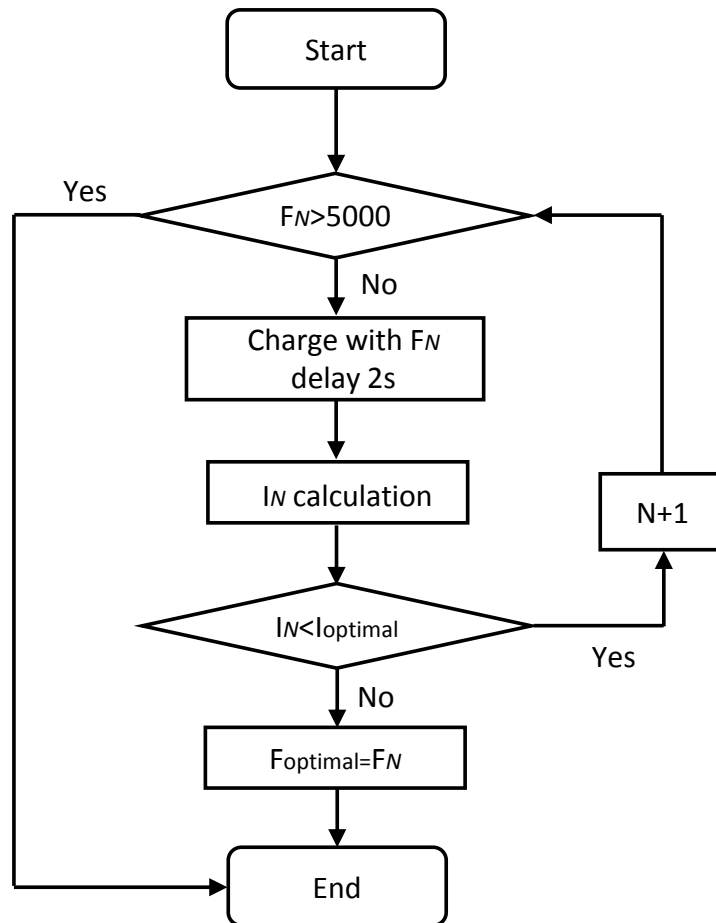 Start
Yes
FN>5000
No
Charge with FN
delay 2s
IN calculation
N+1
IN<Ioptimal
Yes
No
Foptimal=FN
End